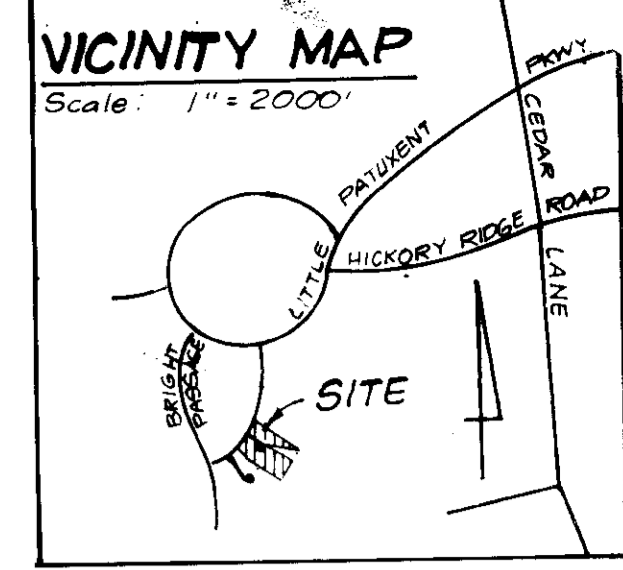 VICINITY MAP
Scale: 1" = 2000'
PKWY.
CEDAR
PATUXENT
ROAD
HICKORY RIDGE
LITTLE
LANE
BRIGHT
PASSAGE
SITE